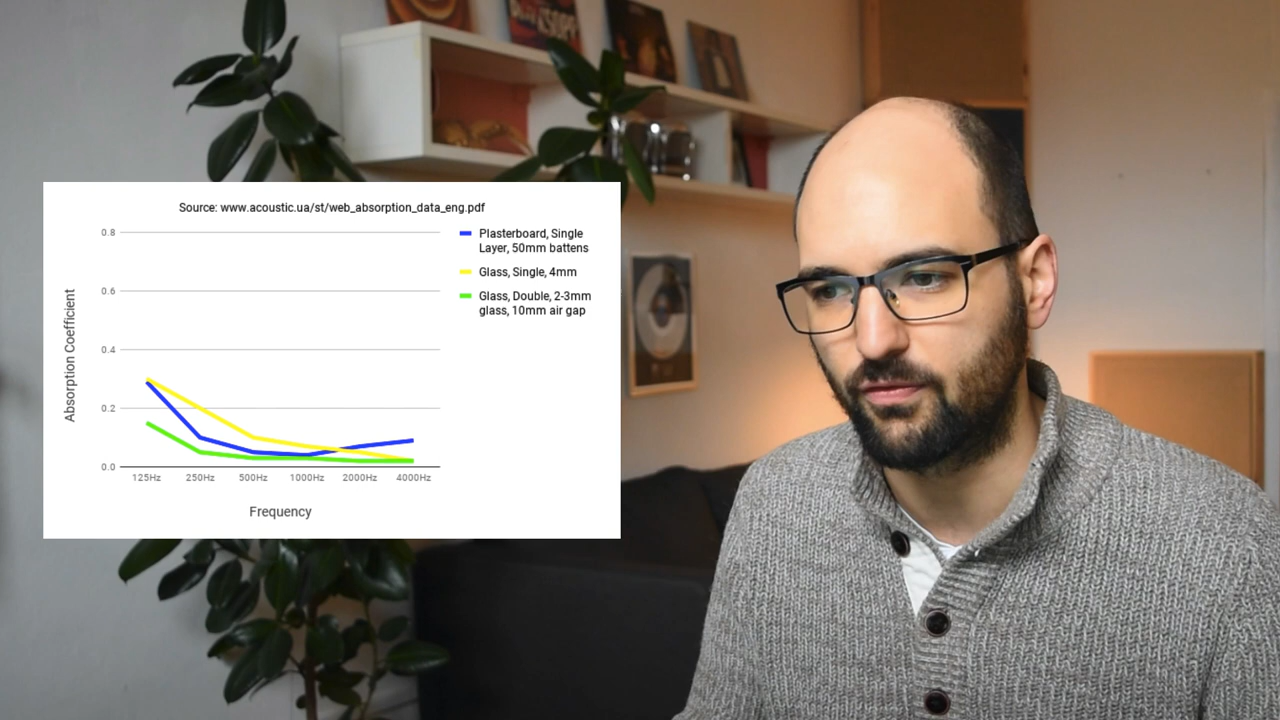 Source: www.acoustic.ua/st/web_absorption_data_eng.pdf
0.8
0.6
0.4
0.2
0.0
Absorption Coefficient
125Hz 250Hz 500Hz 1000Hz 2000Hz 4000Hz
Frequency
Plasterboard, Single
Layer, 50mm battens
Glass, Single, 4mm
Glass, Double, 2-3mm
glass, 10mm air gap